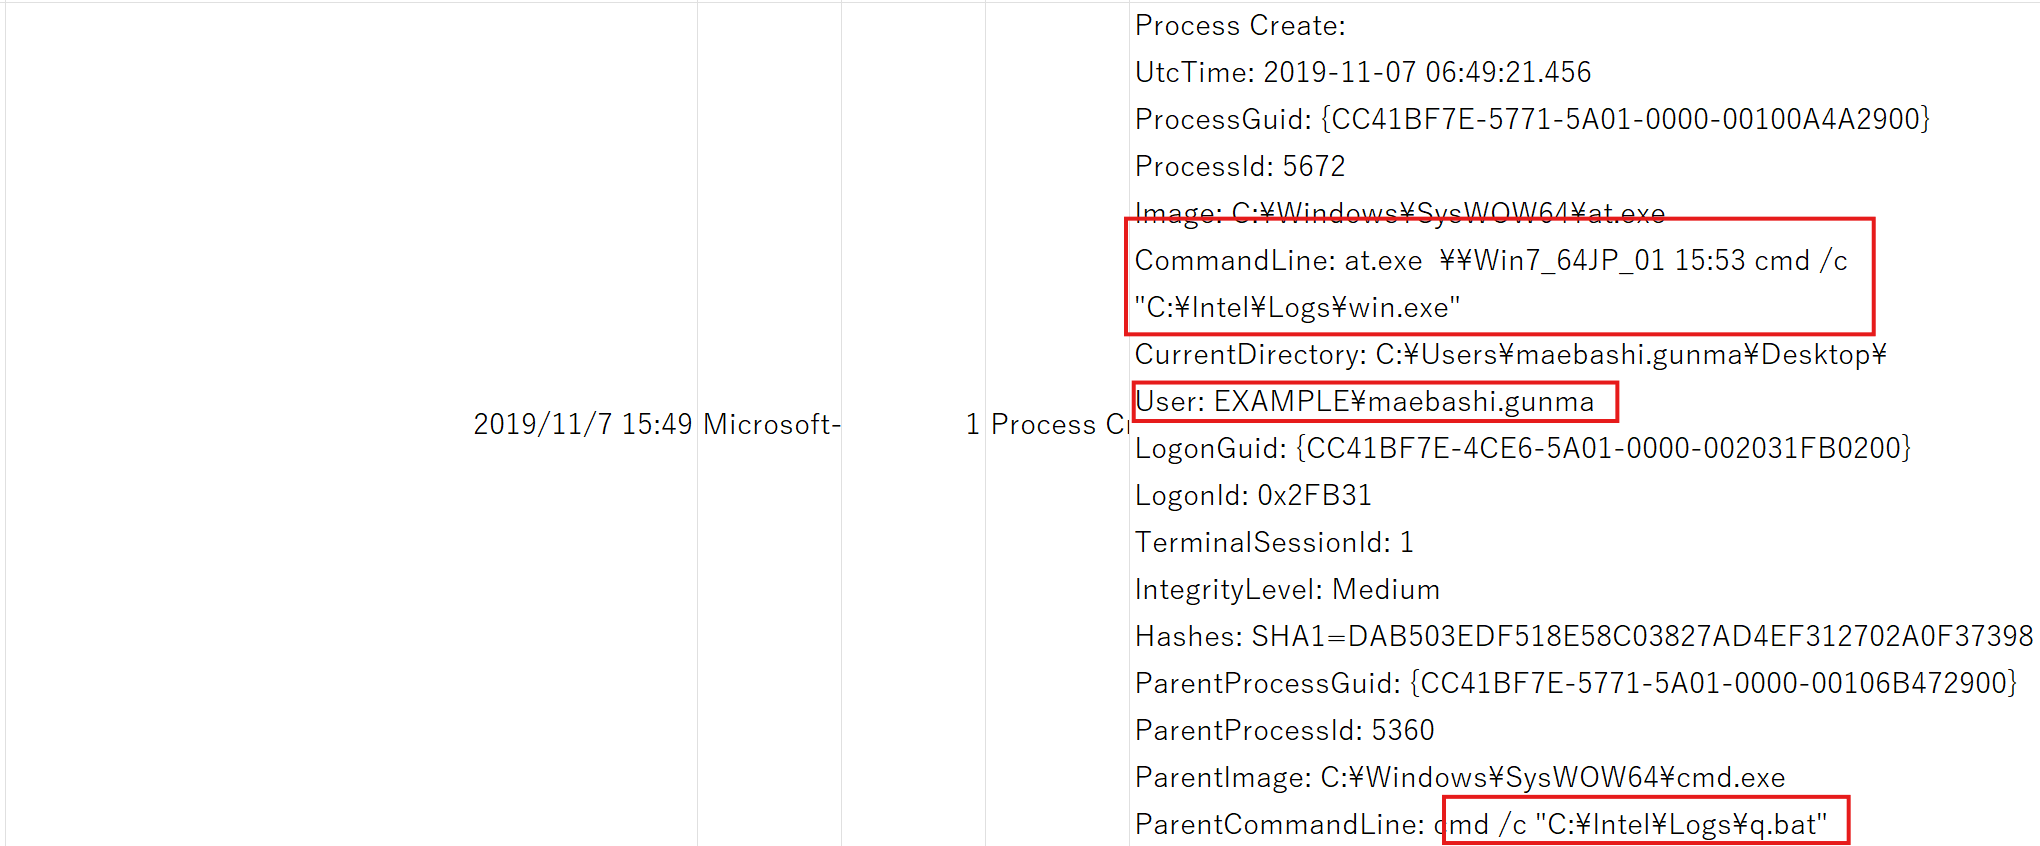 Process Create:
UtcTime: 2019-11-07 06:49:21.456
ProcessGuid: {CC41BF7E-5771-5A01-0000-00100A4A2900}
ProcessId: 5672
Image: C:¥Windows¥SysWOW64¥at.exe
CommandLine: at.exe  ¥¥Win7_64JP_01 15:53 cmd /c
"C:¥Intel¥Logs¥win.exe"
CurrentDirectory: C:¥Users¥maebashi.gunma¥Desktop¥
User: EXAMPLE¥maebashi.gunma
2019/11/7 15:49 Microsoft- 1 Process Cr
LogonGuid: {CC41BF7E-4CE6-5A01-0000-002031FB0200}
LogonId: 0x2FB31
TerminalSessionId: 1
IntegrityLevel: Medium
Hashes: SHA1=DAB503EDF518E58C03827AD4EF312702A0F37398
ParentProcessGuid: {CC41BF7E-5771-5A01-0000-00106B472900}
ParentProcessId: 5360
ParentImage: C:¥Windows¥SysWOW64¥cmd.exe
ParentCommandLine: cmd /c "C:¥Intel¥Logs¥q.bat"